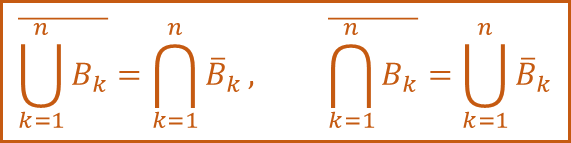 $\overline{\bigcup_{k=1}^{n} B_k} = \bigcap_{k=1}^{n} \bar{B}_k \, , \quad \overline{\bigcap_{k=1}^{n} B_k} = \bigcup_{k=1}^{n} \bar{B}_k$